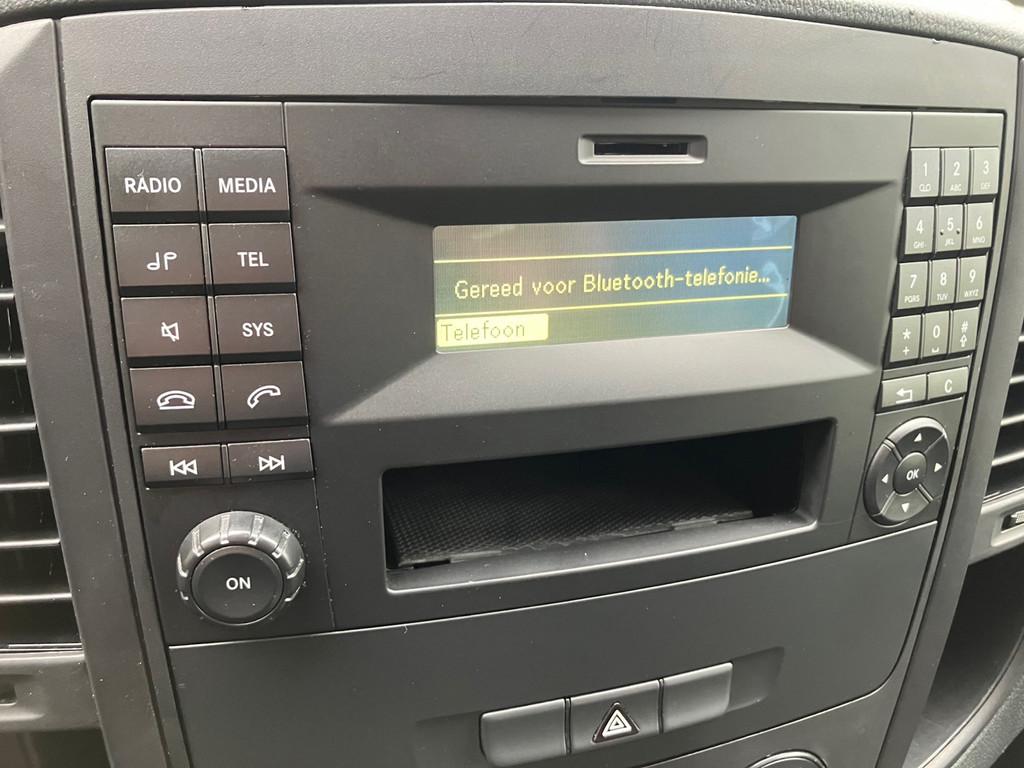 RADIO MEDIA
TEL
SYS
ON
Gereed voor Bluetooth-telefonie...
Telefoon
1 2 3
ABC DEF
4 5 6
GHI JKL MNO
7 8 9
PQRS TUV WXYZ
* 0 #
+
C
OK